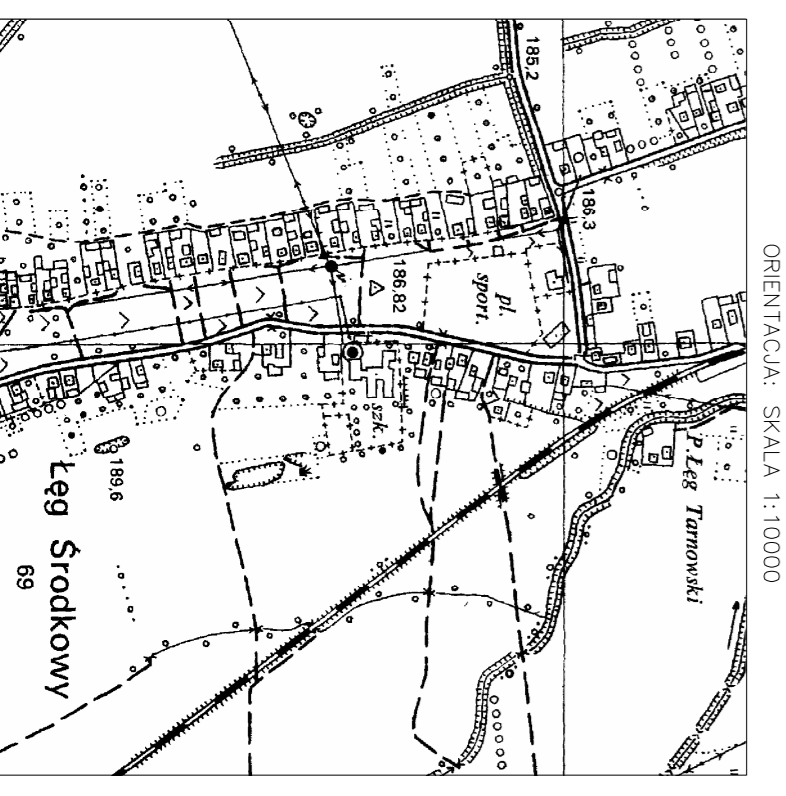 ORIENTACJA: SKALA 1:10000
185,2
186,3
186,82
pl.
sport.
szk.
P.Łęg Tarnowski
189,6
Łęg Środkowy
69